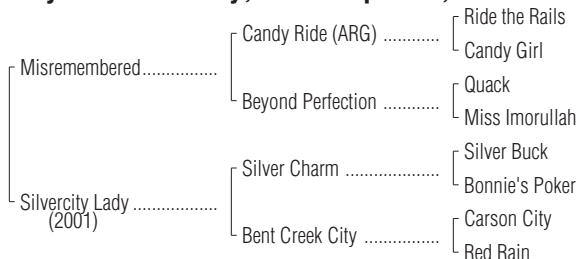 Ride the Rails
Candy Ride (ARG) ............
Candy Girl
Misremembered................
Quack
Beyond Perfection ............
Miss Imorullah
Silver Buck
Silver Charm ....................
Bonnie's Poker
Silvercity Lady ..................
(2001)
Carson City
Bent Creek City ................
Red Rain